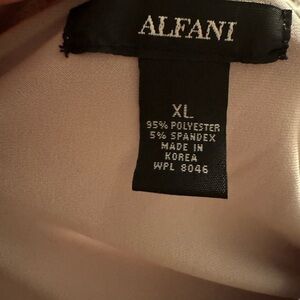 ALFANI
XL
95% POLYESTER
5% SPANDEX
MADE IN
KOREA
WPL 8046